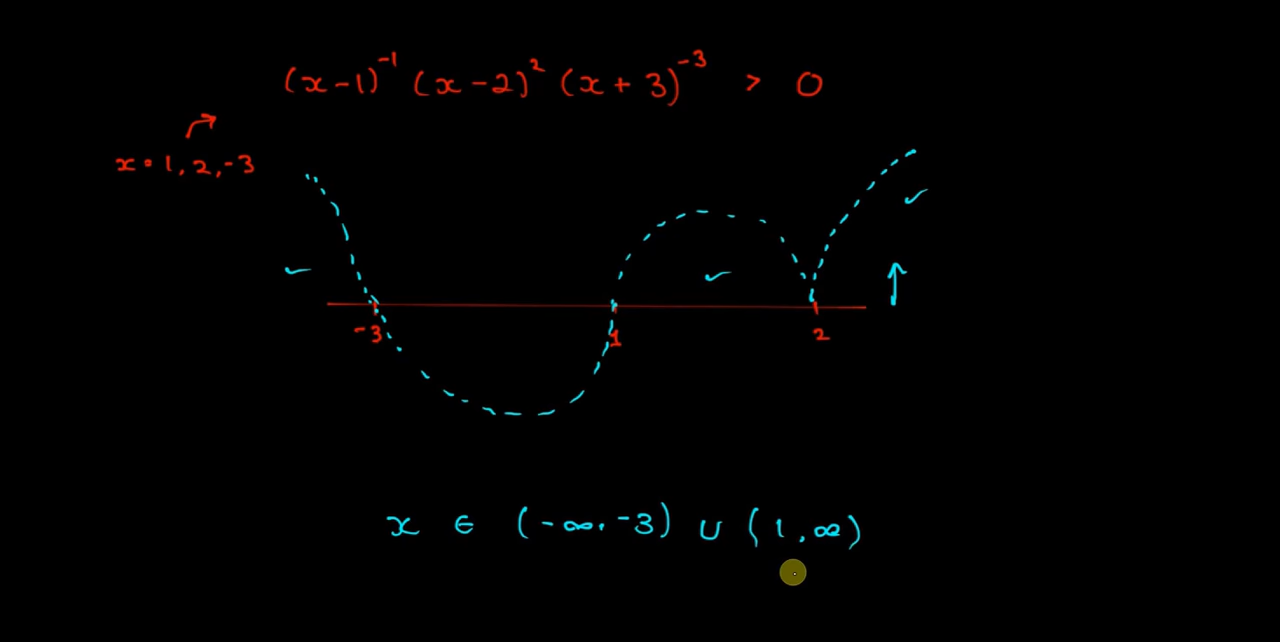 (x-1)⁻¹ (x-2)² (x+3)⁻³ > 0
x = 1, 2, -3
-3 1 2
x ∈ (-∞, -3) ∪ (1, ∞)